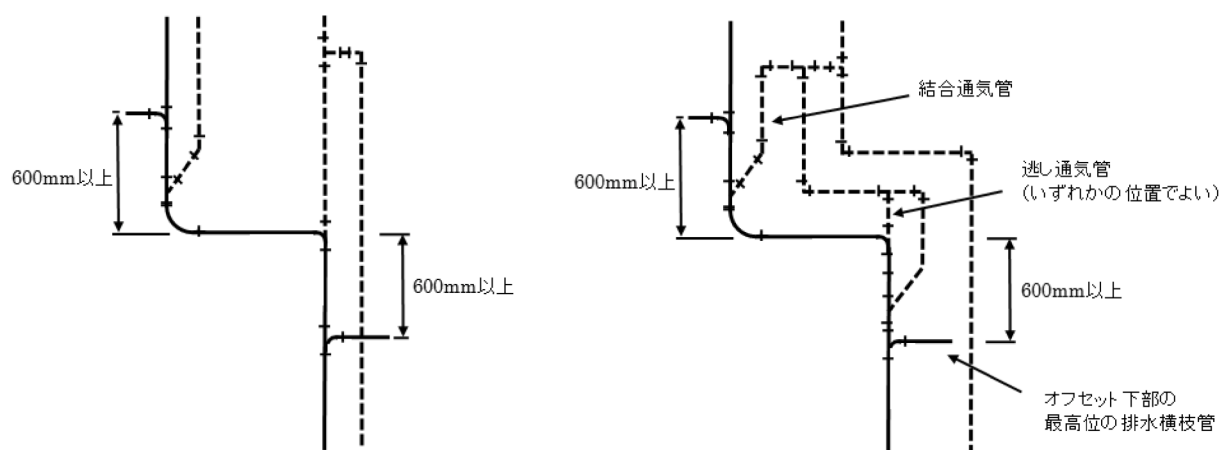 600mm以上
600mm以上
結合通気管
600mm以上
逃し通気管
(いずれかの位置でよい)
600mm以上
オフセット下部の
最高位の排水横枝管